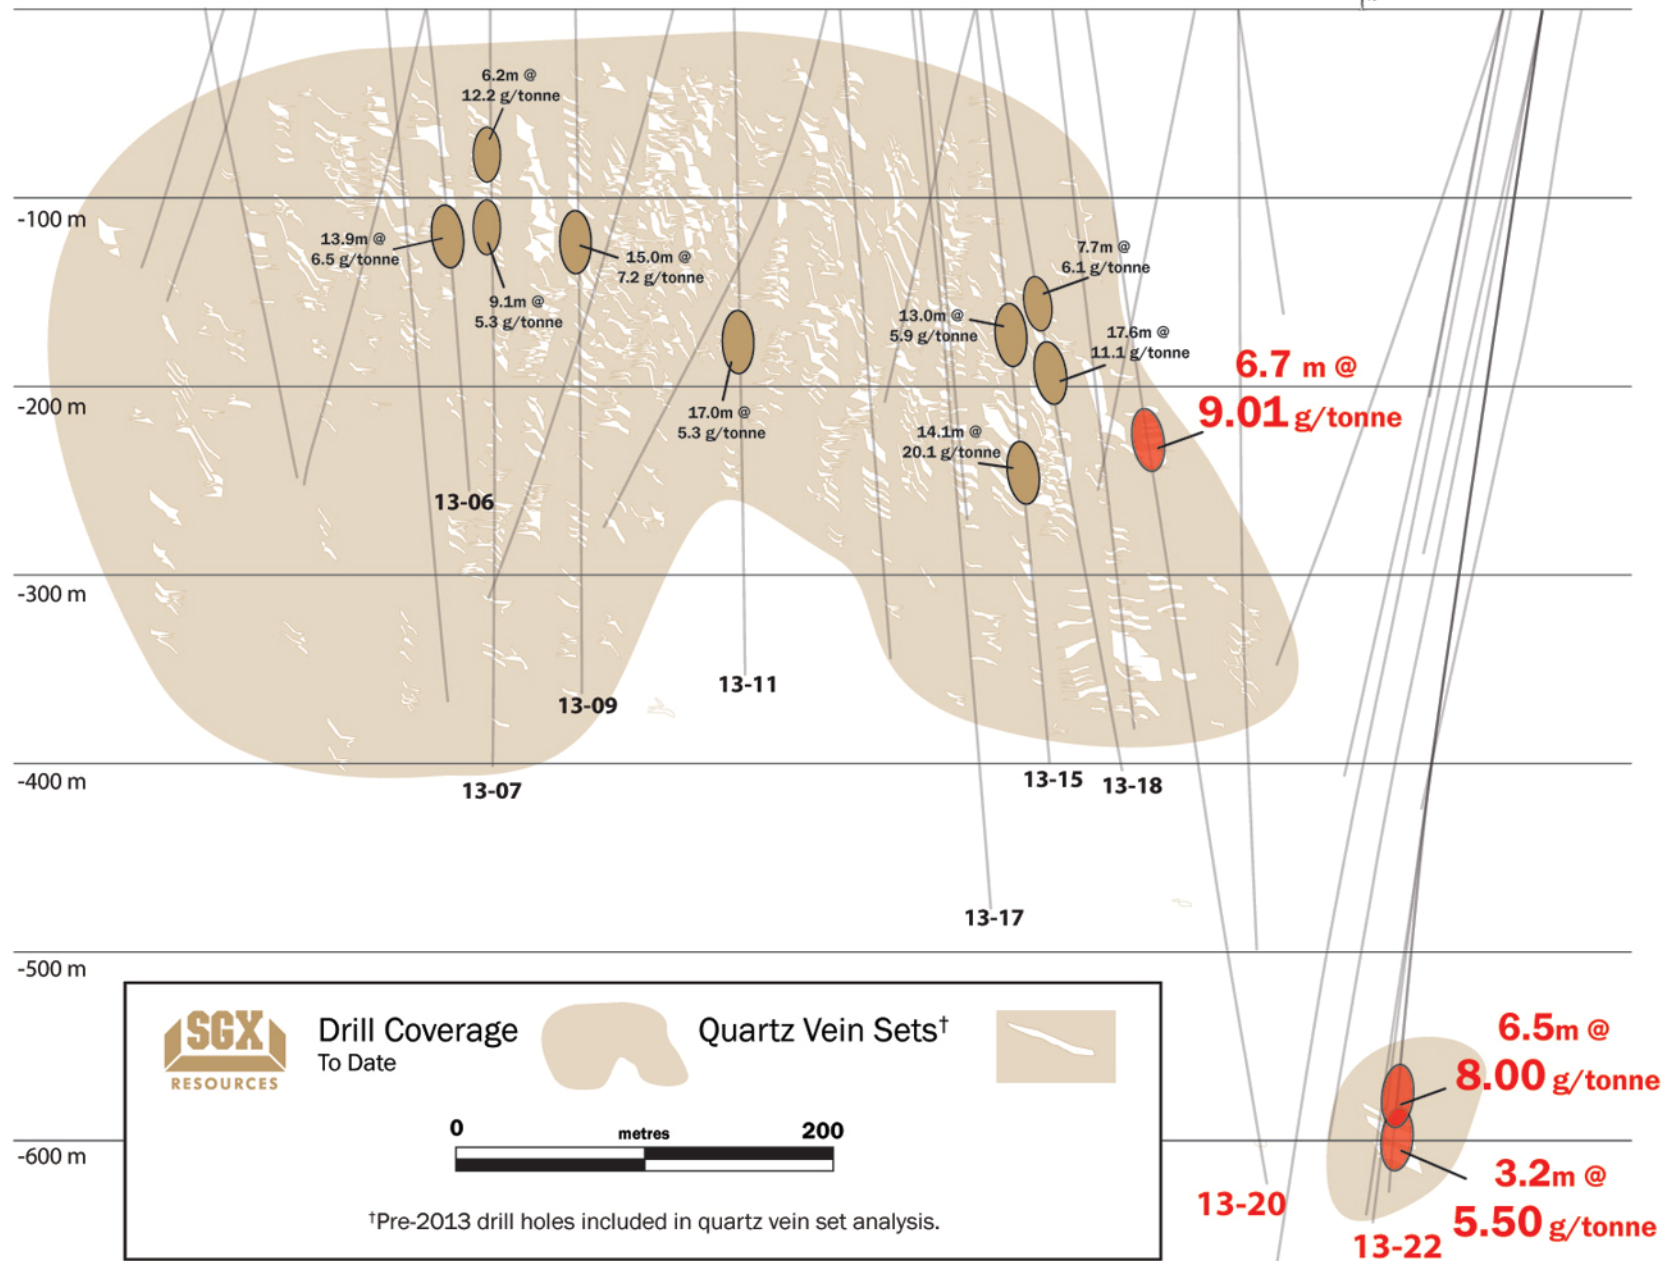 6.2m @
12.2 g/tonne
-100 m
13.9m @
6.5 g/tonne
15.0m @
7.2 g/tonne
9.1m @
5.3 g/tonne
7.7m @
6.1 g/tonne
13.0m @
5.9 g/tonne
17.6m @
11.1 g/tonne
6.7 m @
9.01 g/tonne
-200 m
17.0m @
5.3 g/tonne
14.1m @
20.1 g/tonne
13-06
-300 m
13-11
13-09
-400 m
13-07
13-15
13-18
13-17
-500 m
SGX
RESOURCES
Drill Coverage
To Date
Quartz Vein Sets†
0 metres 200
†Pre-2013 drill holes included in quartz vein set analysis.
-600 m
6.5m @
8.00 g/tonne
3.2m @
5.50 g/tonne
13-20
13-22